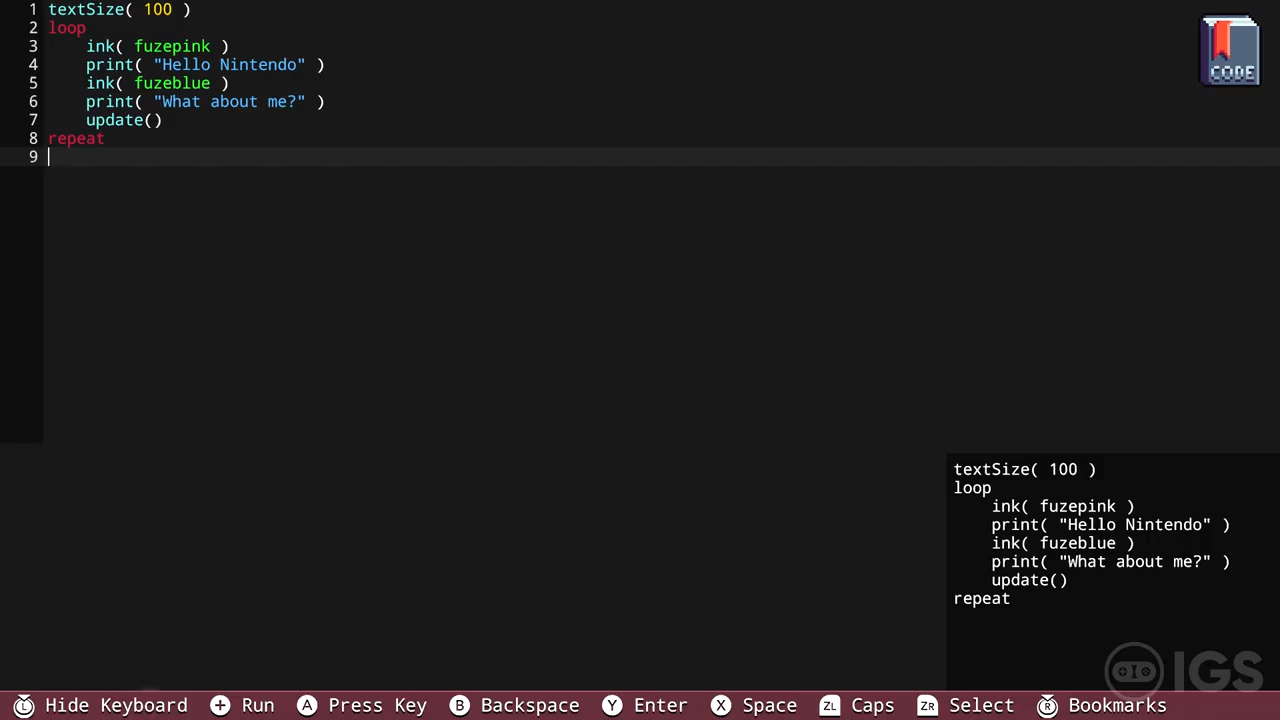 1 textSize( 100 )
2 loop
3     ink( fuzepink )
4     print( "Hello Nintendo" )
5     ink( fuzeblue )
6     print( "What about me?" )
7     update()
8 repeat
9
CODE
textSize( 100 )
loop
    ink( fuzepink )
    print( "Hello Nintendo" )
    ink( fuzeblue )
    print( "What about me?" )
    update()
repeat
IGS
L Hide Keyboard + Run A Press Key B Backspace Y Enter X Space ZL Caps ZR Select R Bookmarks